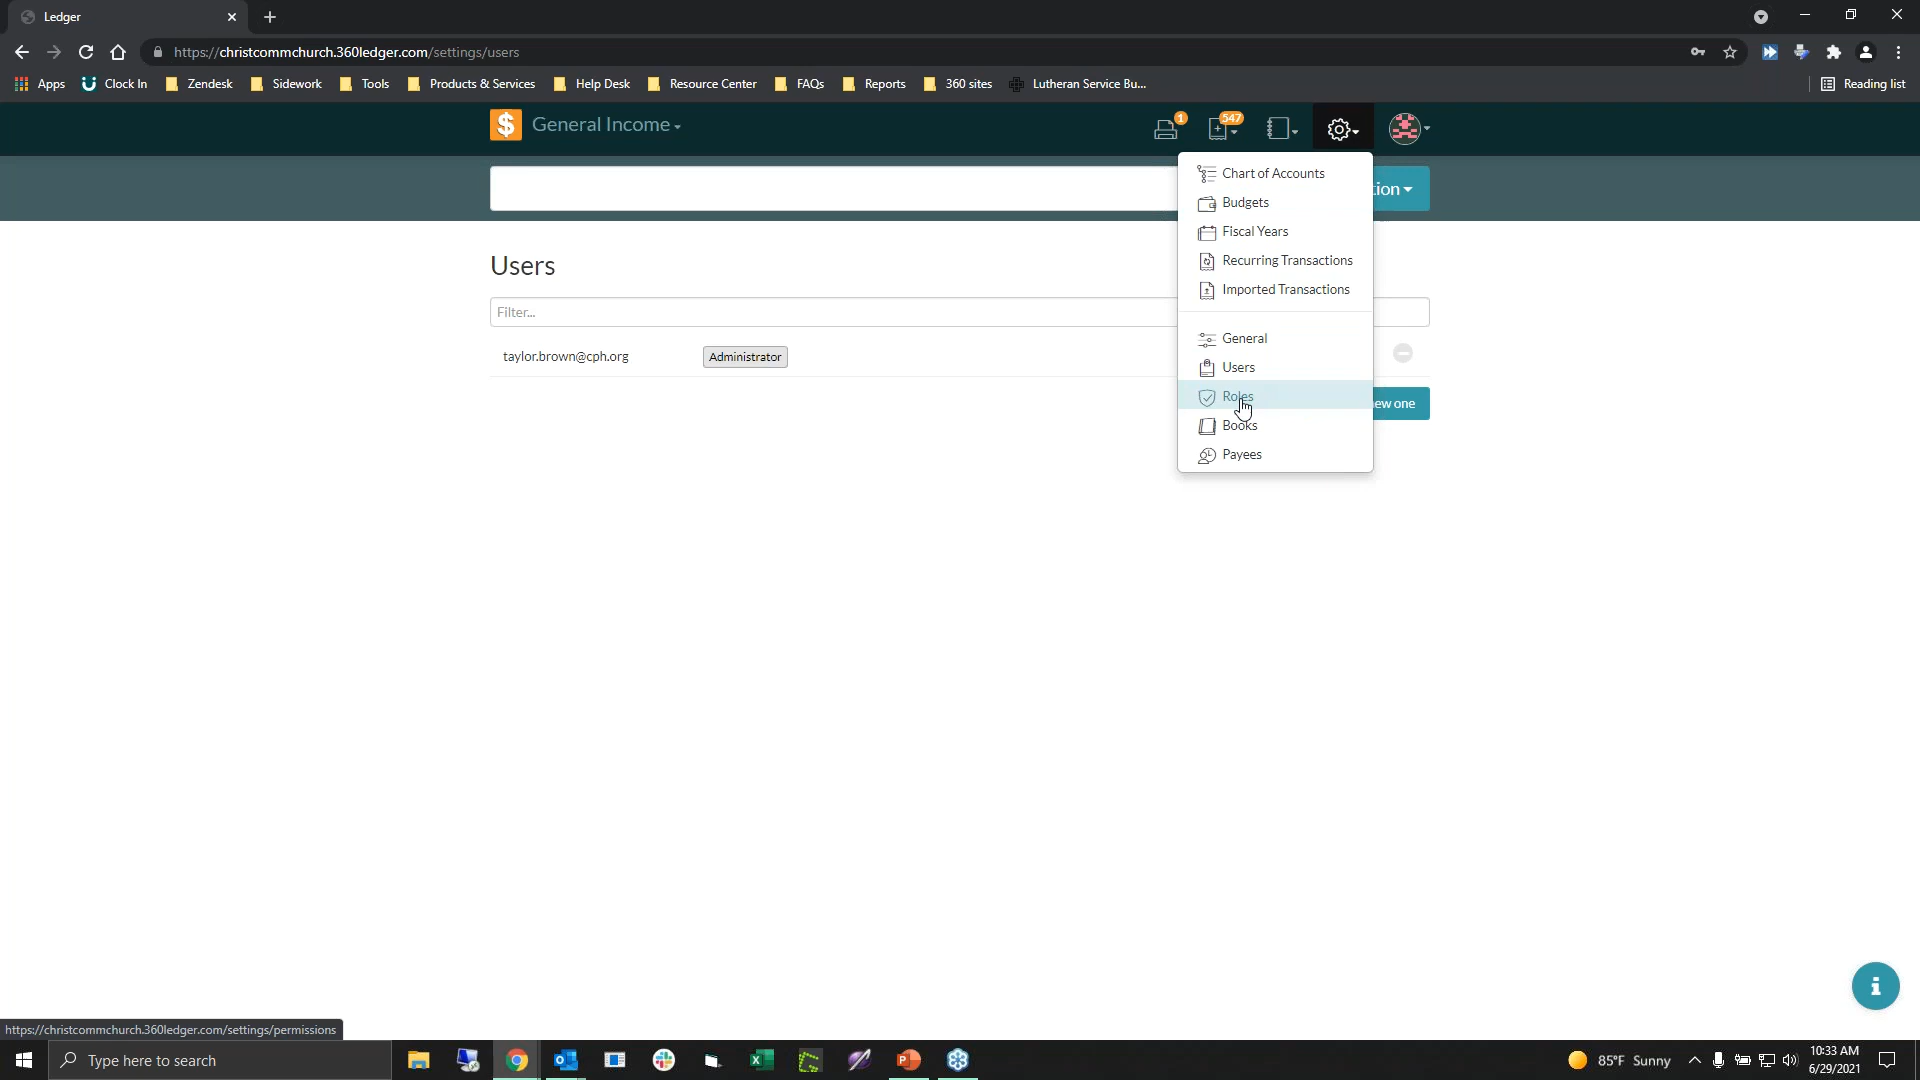 Ledger
https://christcommchurch.360ledger.com/settings/users
Apps
Clock In
Zendesk
Sidework
Tools
Products & Services
Help Desk
Resource Center
FAQs
Reports
360 sites
Lutheran Service Bu...
Reading list
$ General Income
1
547
tion
Chart of Accounts
Budgets
Fiscal Years
Recurring Transactions
Imported Transactions
General
Users
Roles
Books
Payees
Users
Filter...
taylor.brown@cph.org
Administrator
ew one
i
https://christcommchurch.360ledger.com/settings/permissions
Type here to search
85°F Sunny
10:33 AM
6/29/2021